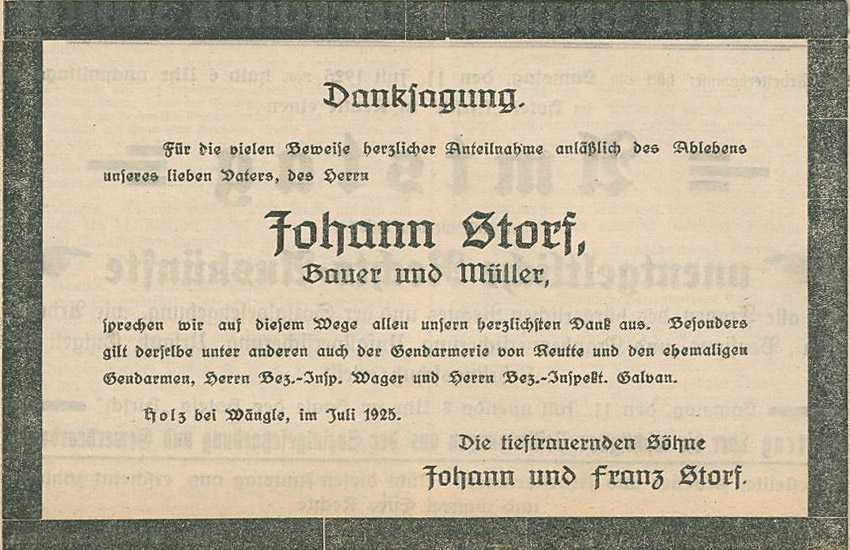 Danksagung.
Für die vielen Beweise herzlicher Anteilnahme anläßlich des Ablebens
unseres lieben Vaters, des Herrn
Johann Storf,
Bauer und Müller,
sprechen wir auf diesem Wege allen unsern herzlichsten Dank aus. Besonders
gilt derselbe unter anderen auch der Gendarmerie von Reutte und den ehemaligen
Gendarmen, Herrn Bez.-Insp. Wager und Herrn Bez.-Inspekt. Galvan.
Holz bei Wängle, im Juli 1925.
Die tieftrauernden Söhne
Johann und Franz Storf.